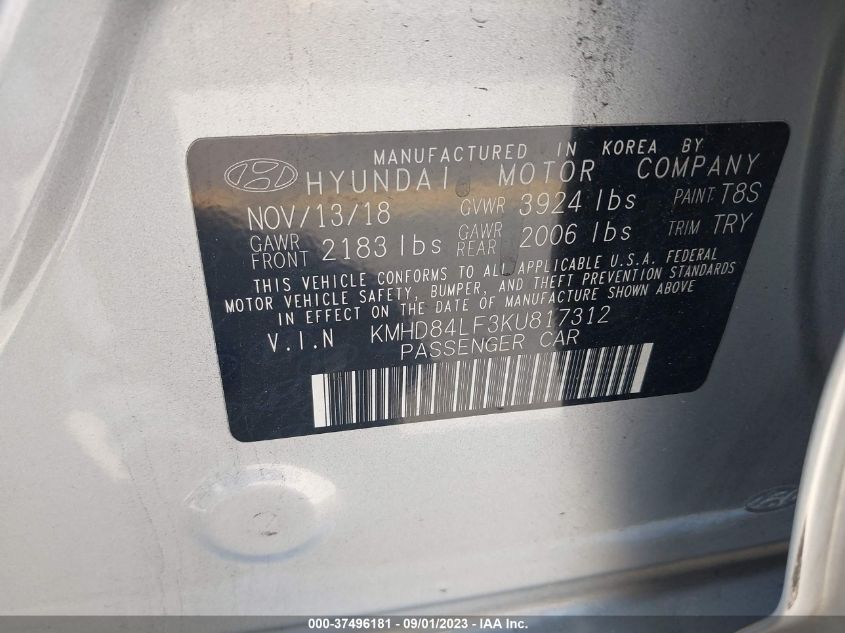 MANUFACTURED IN KOREA BY
HYUNDAI MOTOR COMPANY
NOV/13/18 GVWR 3924 lbs PAINT T8S
GAWR FRONT 2183 lbs GAWR REAR 2006 lbs TRIM TRY
THIS VEHICLE CONFORMS TO ALL APPLICABLE U.S.A. FEDERAL
MOTOR VEHICLE SAFETY, BUMPER, AND THEFT PREVENTION STANDARDS
IN EFFECT ON THE DATE OF MANUFACTURE SHOWN ABOVE
V.I.N KMHD84LF3KU817312
PASSENGER CAR
000-37496181 - 09/01/2023 - IAA Inc.